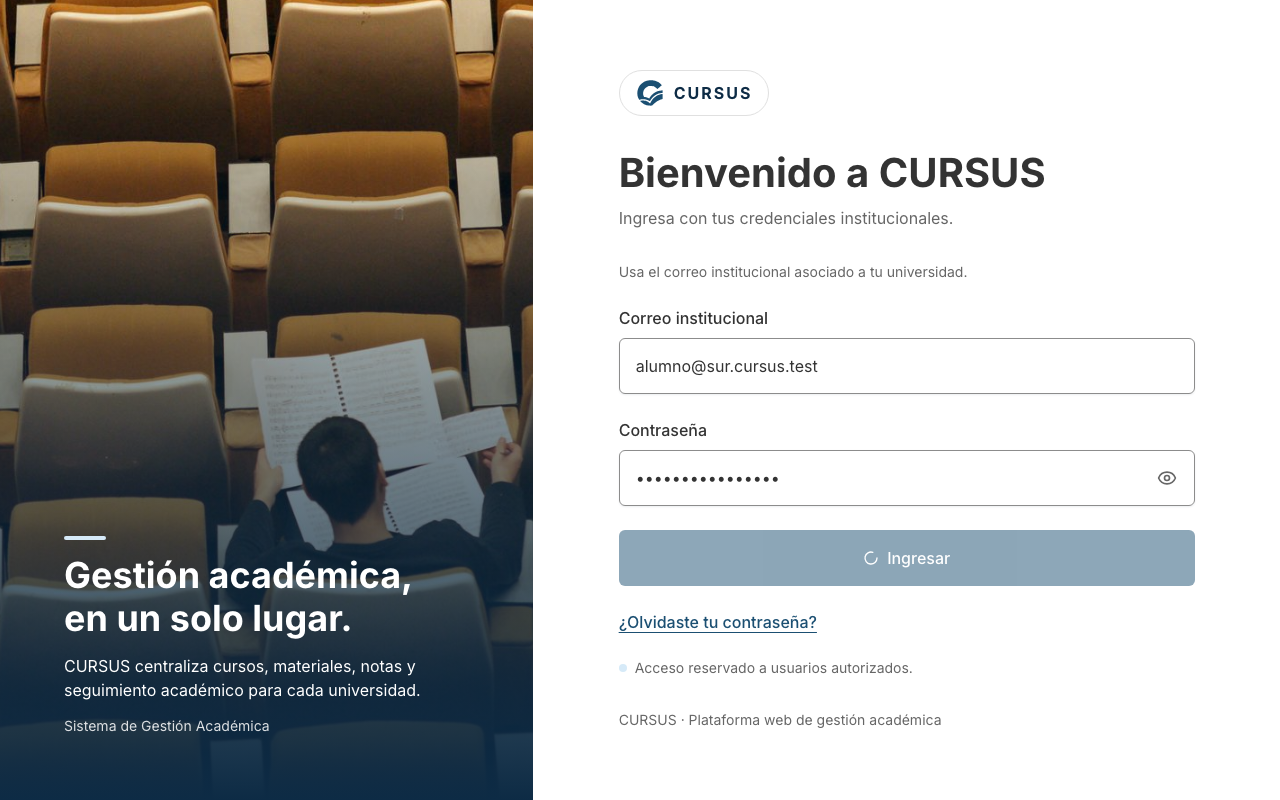 Gestión académica,
en un solo lugar.
CURSUS centraliza cursos, materiales, notas y
seguimiento académico para cada universidad.
Sistema de Gestión Académica
CURSUS
Bienvenido a CURSUS
Ingresa con tus credenciales institucionales.
Usa el correo institucional asociado a tu universidad.
Correo institucional
alumno@sur.cursus.test
Contraseña
••••••••••••••••
Ingresar
¿Olvidaste tu contraseña?
Acceso reservado a usuarios autorizados.
CURSUS · Plataforma web de gestión académica